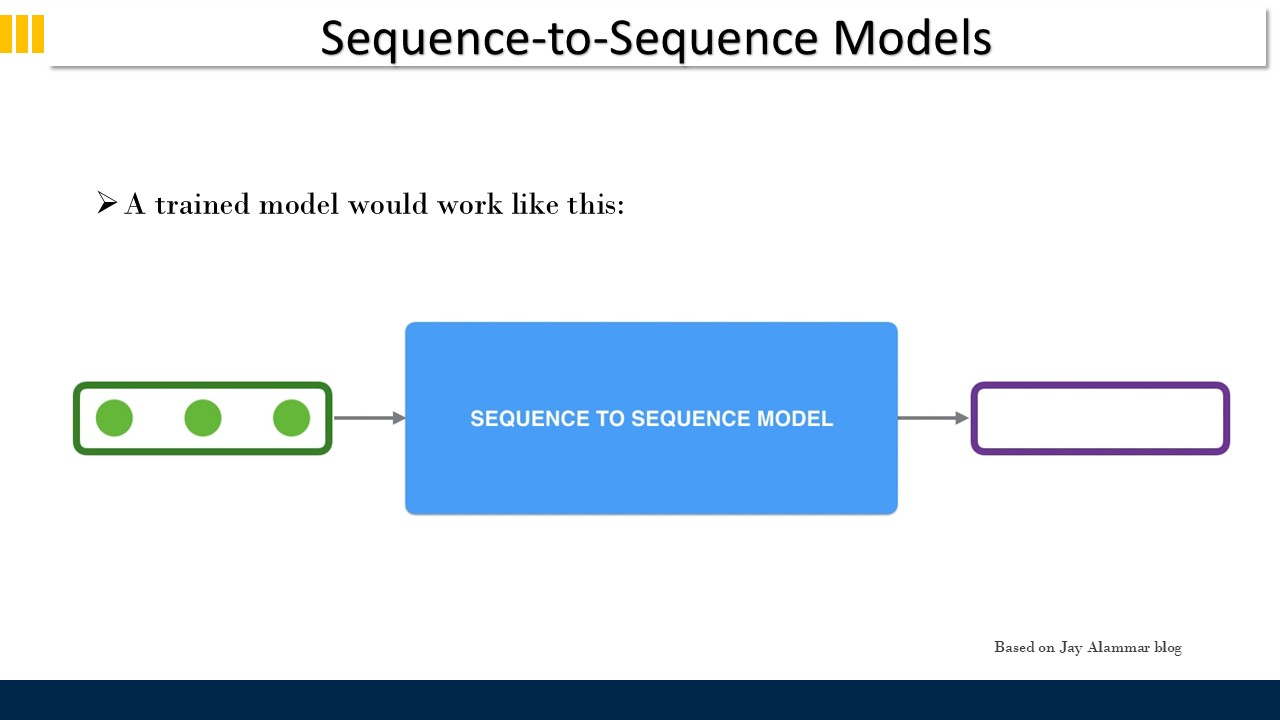 Sequence-to-Sequence Models
➢ A trained model would work like this:
SEQUENCE TO SEQUENCE MODEL
Based on Jay Alammar blog